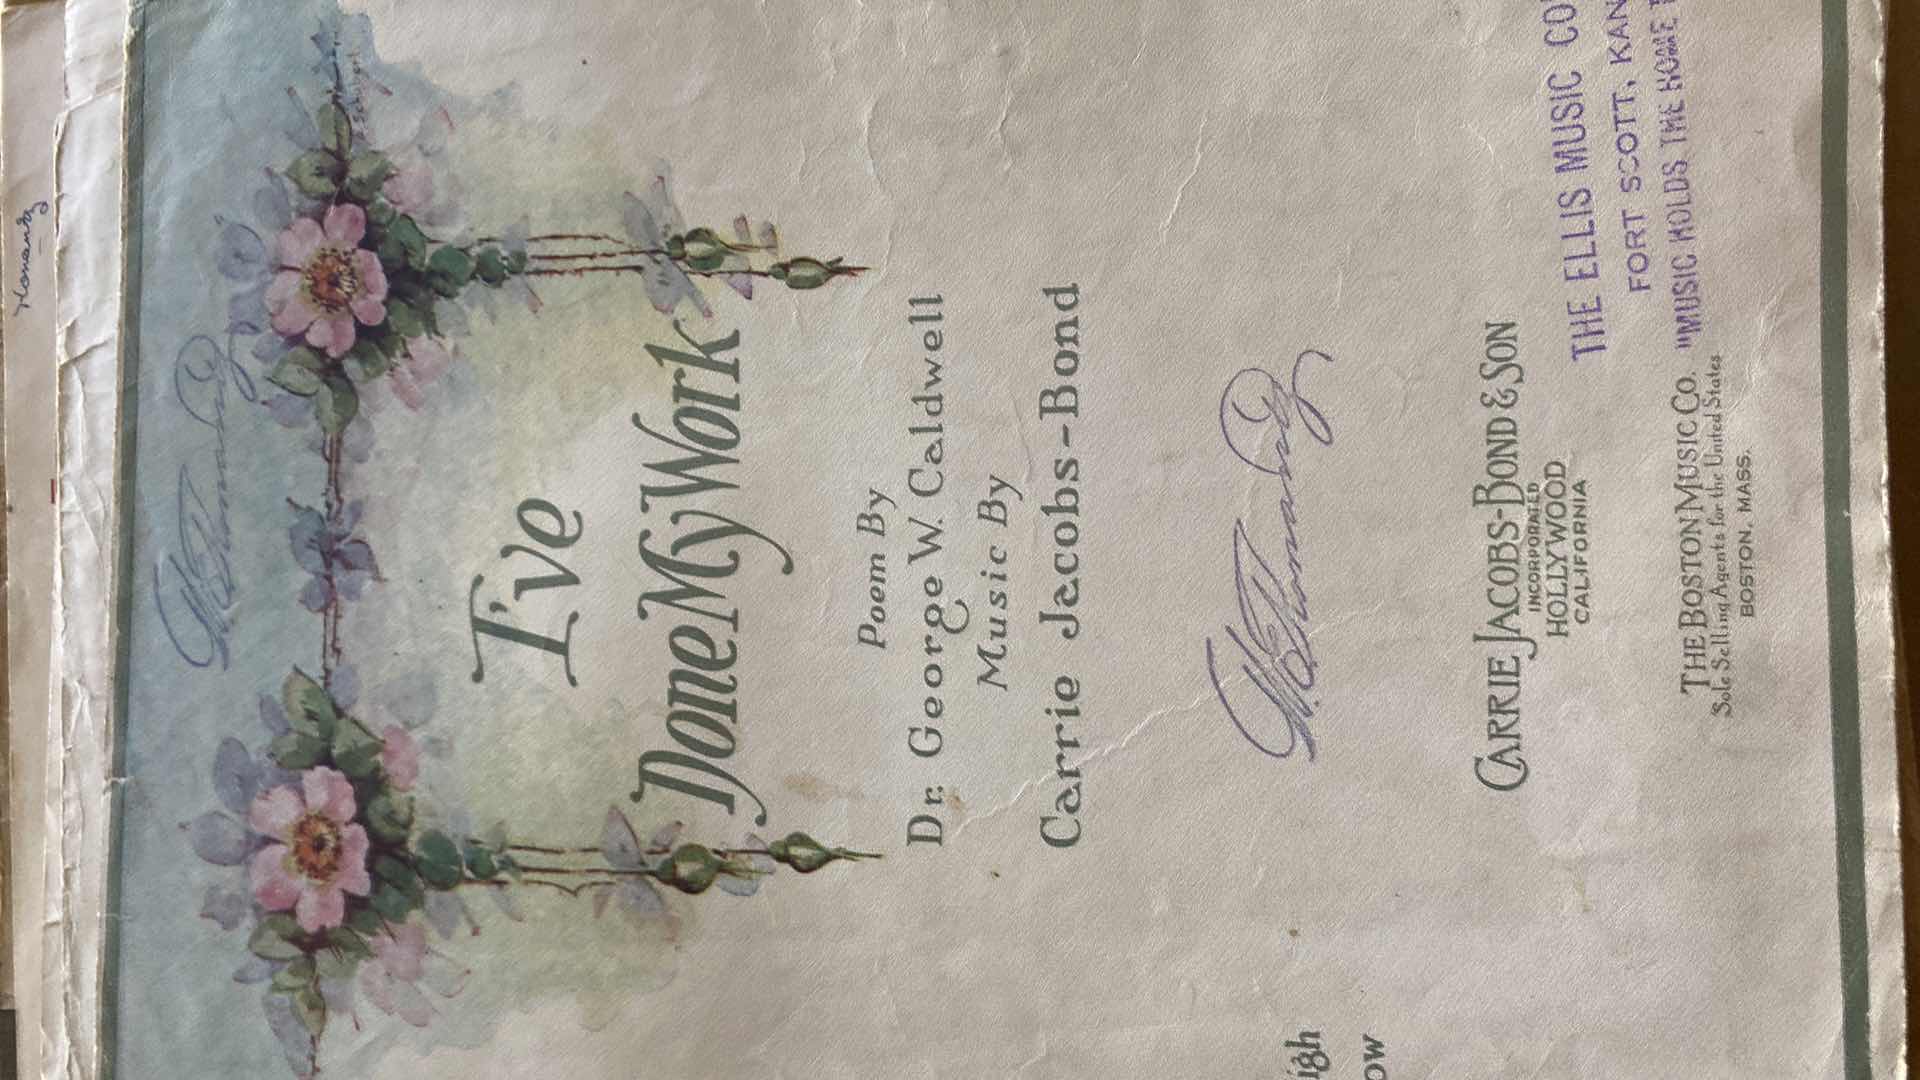 I've
Done My Work
Poem By
Dr. George W. Caldwell
Music By
Carrie Jacobs-Bond
igh
ow
CARRIE JACOBS-BOND & SON
INCORPORATED
HOLLYWOOD
CALIFORNIA
THE ELLIS MUSIC CO
FORT SCOTT, KAN
"MUSIC HOLDS THE HOME
THE BOSTON MUSIC CO.
Sole Selling Agents for the United States
BOSTON, MASS.